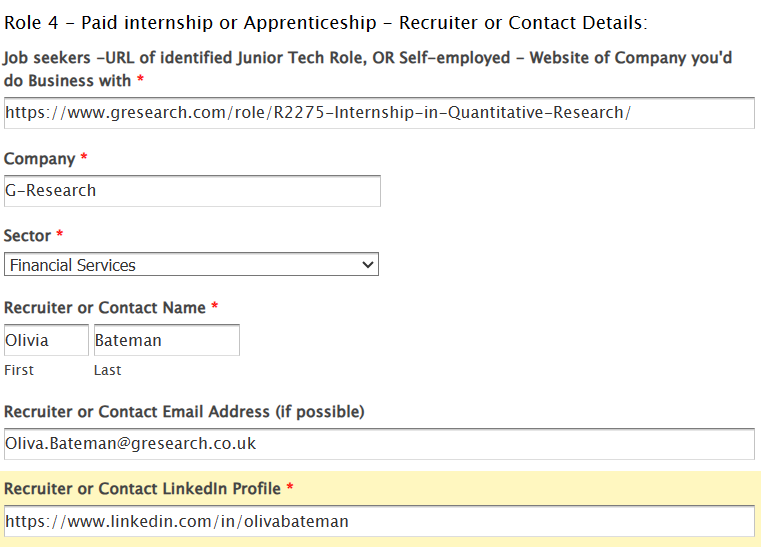 Role 4 - Paid internship or Apprenticeship - Recruiter or Contact Details:
Job seekers -URL of identified Junior Tech Role, OR Self-employed - Website of Company you'd
do Business with *
https://www.gresearch.com/role/R2275-Internship-in-Quantitative-Research/
Company *
G-Research
Sector *
Financial Services
Recruiter or Contact Name *
Olivia Bateman
First Last
Recruiter or Contact Email Address (if possible)
Oliva.Bateman@gresearch.co.uk
Recruiter or Contact LinkedIn Profile *
https://www.linkedin.com/in/olivabateman